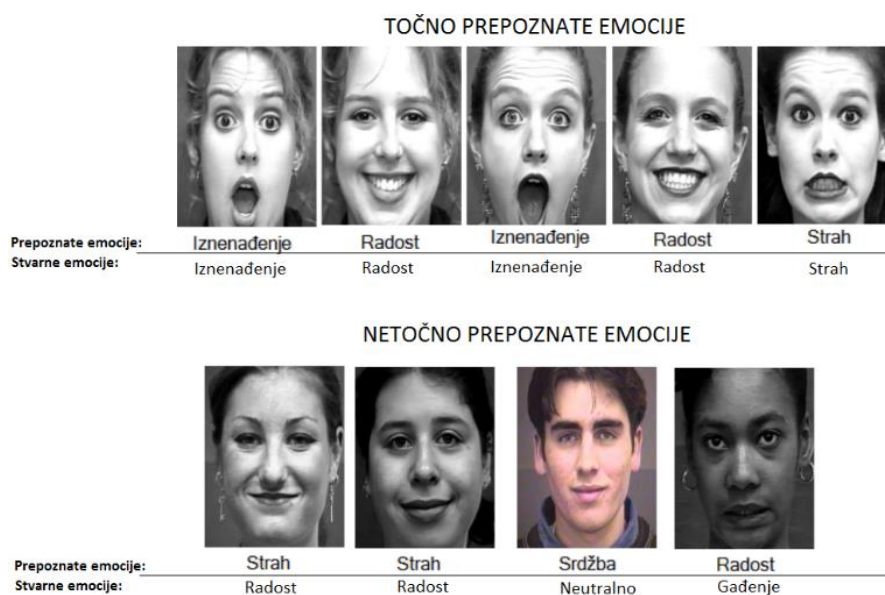 TOČNO PREPOZNATE EMOCIJE
Prepoznate emocije: Iznenađenje Radost Iznenađenje Radost Strah
Stvarne emocije: Iznenađenje Radost Iznenađenje Radost Strah
NETOČNO PREPOZNATE EMOCIJE
Prepoznate emocije: Strah Strah Srdžba Radost
Stvarne emocije: Radost Radost Neutralno Gađenje